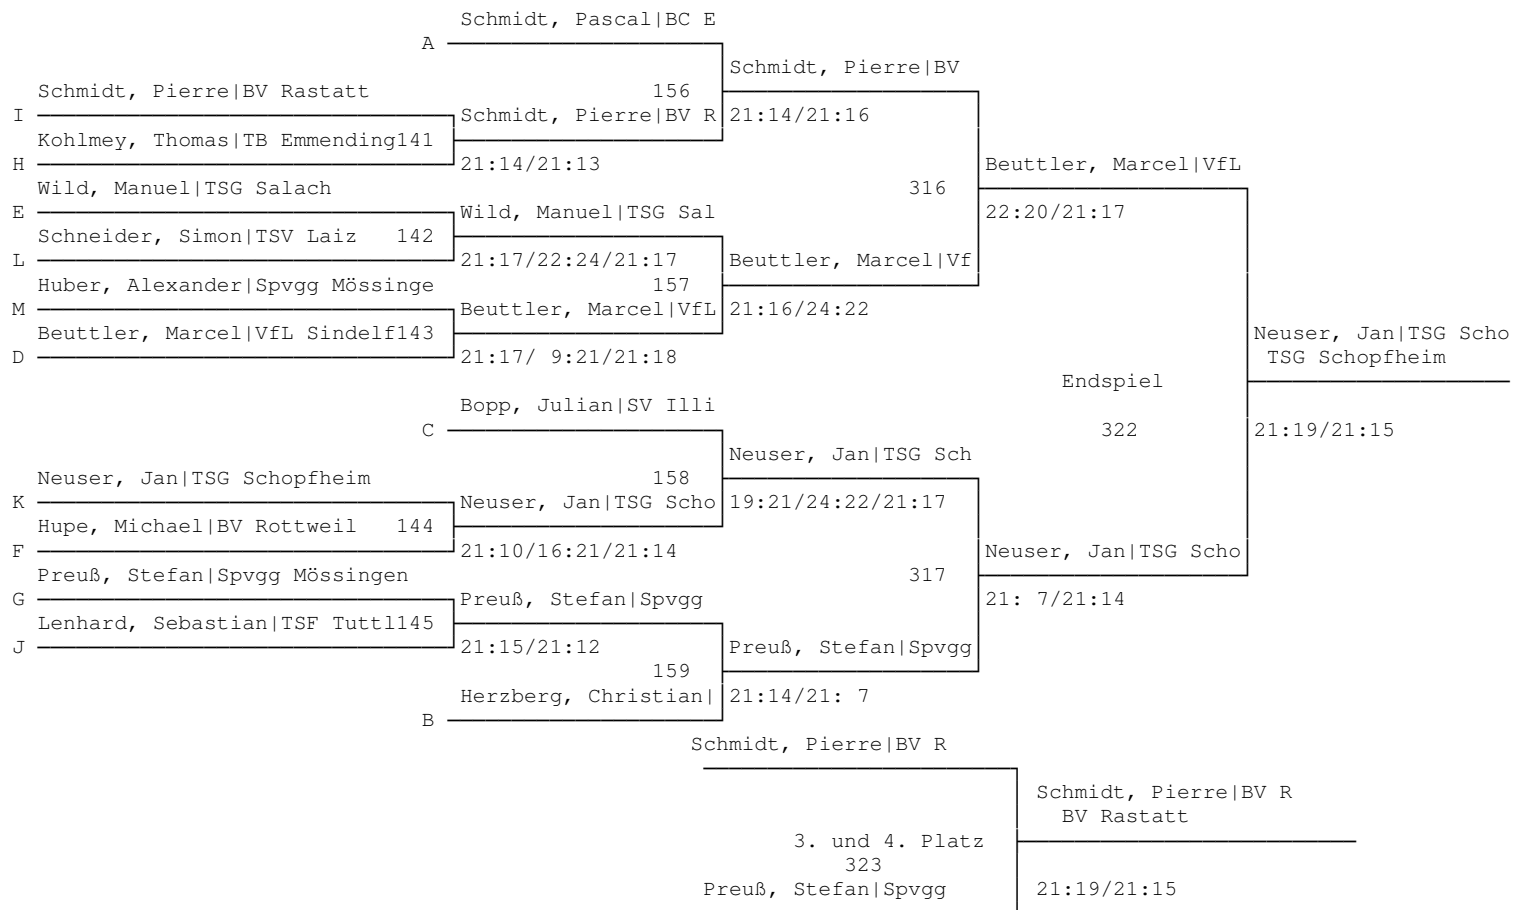 Schmidt, Pascal|BC E
A
Schmidt, Pierre|BV
Schmidt, Pierre|BV Rastatt 156
I Schmidt, Pierre|BV R 21:14/21:16
Kohlmey, Thomas|TB Emmending141
H 21:14/21:13 Beuttler, Marcel|VfL
Wild, Manuel|TSG Salach 316
E Wild, Manuel|TSG Sal 22:20/21:17
Schneider, Simon|TSV Laiz 142
L 21:17/22:24/21:17 Beuttler, Marcel|Vf
Huber, Alexander|Spvgg Mössinge 157
M Beuttler, Marcel|VfL 21:16/24:22
Beuttler, Marcel|VfL Sindelf143 Neuser, Jan|TSG Scho
D 21:17/ 9:21/21:18 TSG Schopfheim
Endspiel
Bopp, Julian|SV Illi
C 322 21:19/21:15
Neuser, Jan|TSG Sch
Neuser, Jan|TSG Schopfheim 158
K Neuser, Jan|TSG Scho 19:21/24:22/21:17
Hupe, Michael|BV Rottweil 144
F 21:10/16:21/21:14 Neuser, Jan|TSG Scho
Preuß, Stefan|Spvgg Mössingen 317
G Preuß, Stefan|Spvgg 21: 7/21:14
Lenhard, Sebastian|TSF Tuttl145
J 21:15/21:12 Preuß, Stefan|Spvgg
159
Herzberg, Christian| 21:14/21: 7
B
Schmidt, Pierre|BV R
Schmidt, Pierre|BV R
BV Rastatt
3. und 4. Platz
323
Preuß, Stefan|Spvgg 21:19/21:15